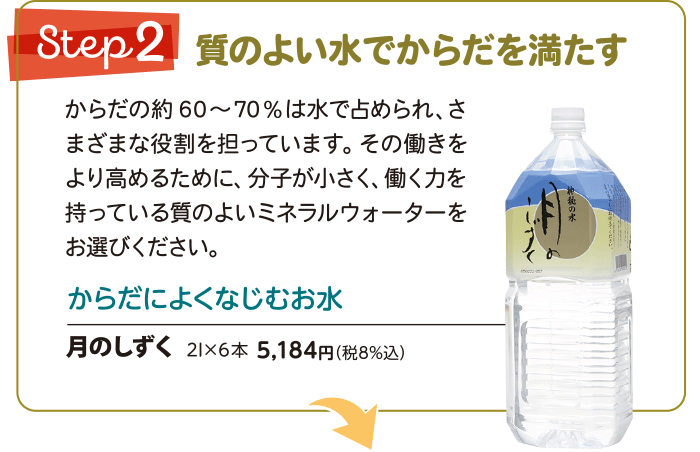 Step2
質のよい水でからだを満たす
からだの約60～70％は水で占められ、さ
まざまな役割を担っています。その働きを
より高めるために、分子が小さく、働く力を
持っている質のよいミネラルウォーターを
お選びください。
からだによくなじむお水
月のしずく 2l×6本 5,184円(税8%込)
神秘の水
月の
しずく